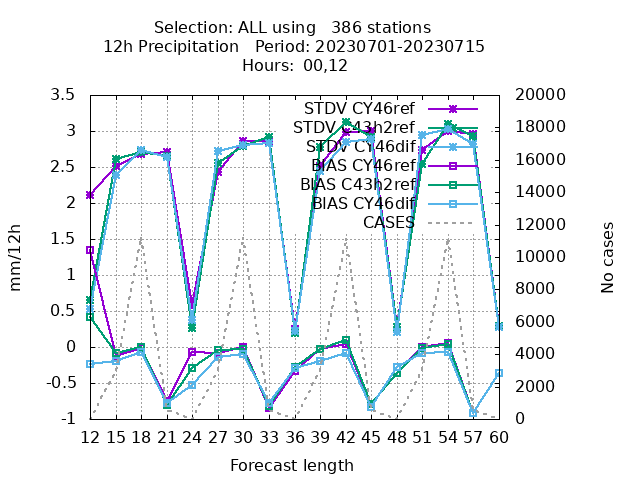 Selection: ALL using 386 stations
12h Precipitation Period: 20230701-20230715
Hours: 00,12
3.5
3
2.5
2
1.5
1
0.5
0
-0.5
-1
mm/12h
STDV CY46ref
STDV C43h2ref
STDV CY46dif
BIAS CY46ref
BIAS C43h2ref
BIAS CY46dif
CASES
20000
18000
16000
14000
12000
10000
8000
6000
4000
2000
0
No cases
12 15 18 21 24 27 30 33 36 39 42 45 48 51 54 57 60
Forecast length